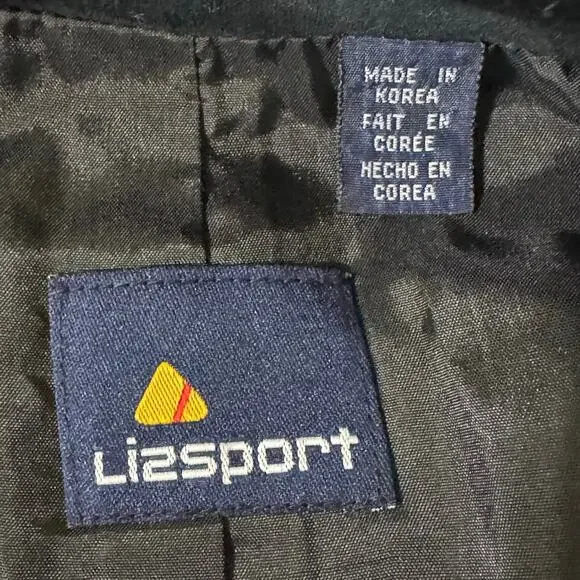 MADE IN
KOREA
FAIT EN
CORÉE
HECHO EN
COREA
Lizsport